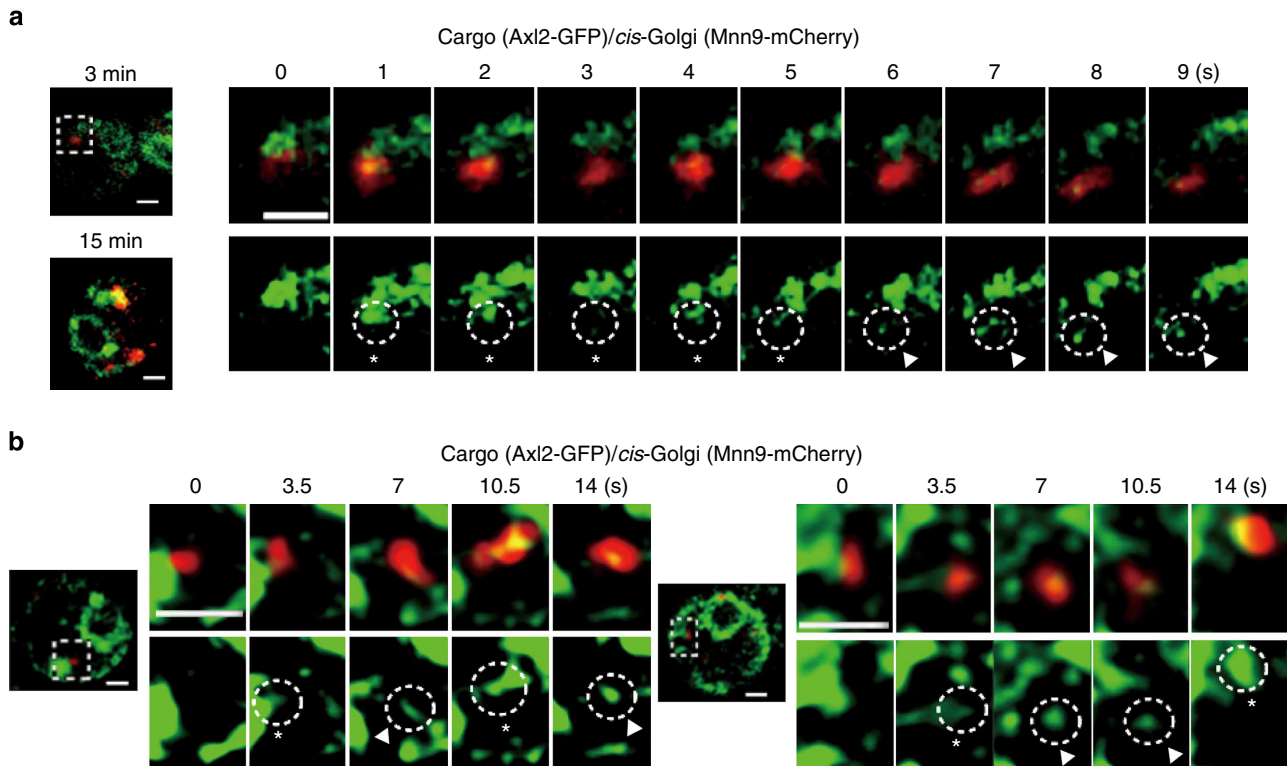 a
Cargo (Axl2-GFP)/cis-Golgi (Mnn9-mCherry)
3 min
0 1 2 3 4 5 6 7 8 9 (s)
15 min
* * * * *
b
Cargo (Axl2-GFP)/cis-Golgi (Mnn9-mCherry)
0 3.5 7 10.5 14 (s) 0 3.5 7 10.5 14 (s)
* * * *